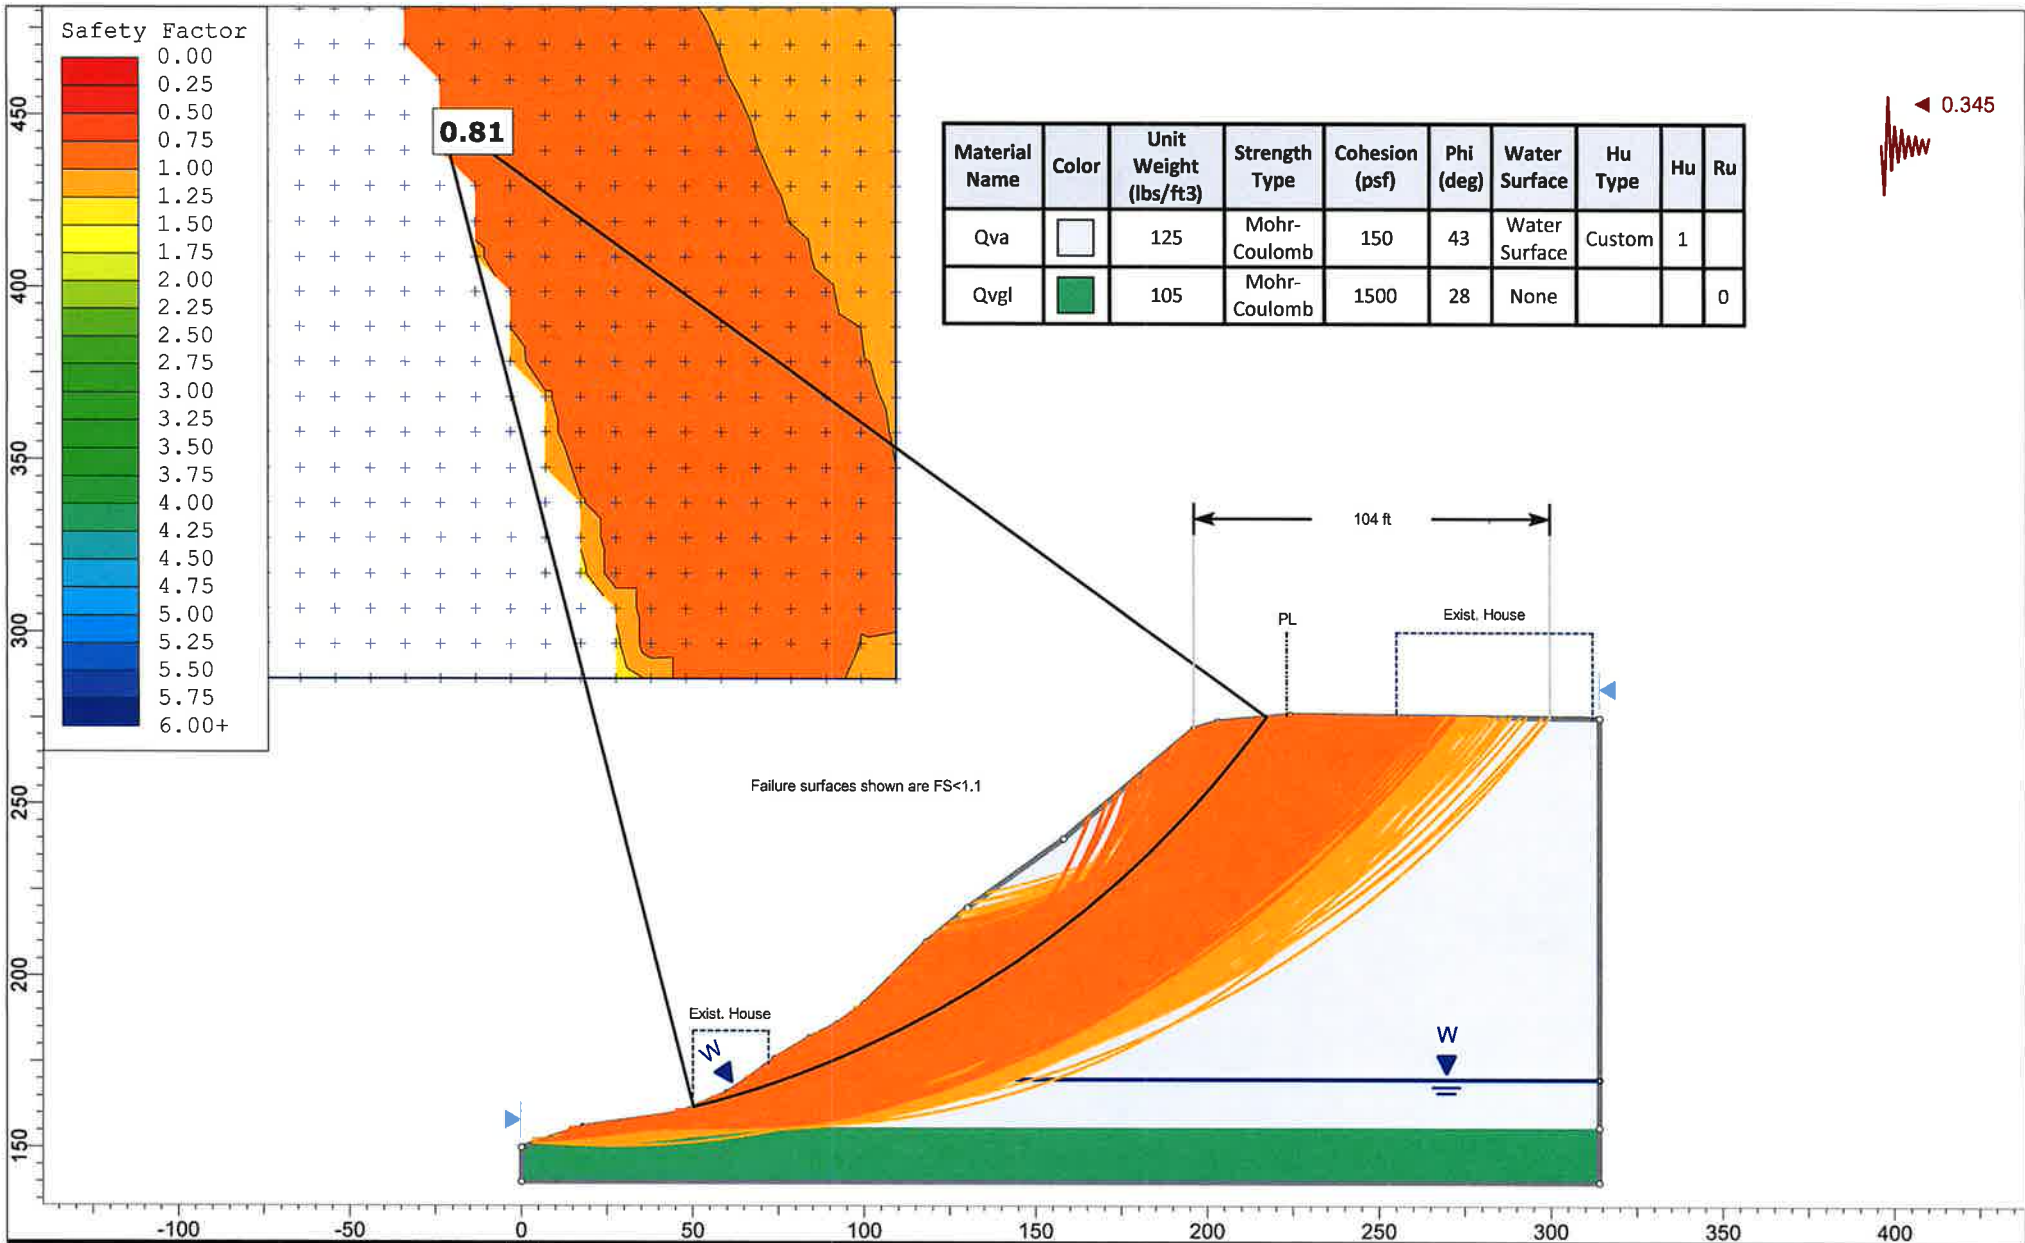 Safety Factor
0.00
0.25
0.50
0.75
1.00
1.25
1.50
1.75
2.00
2.25
2.50
2.75
3.00
3.25
3.50
3.75
4.00
4.25
4.50
4.75
5.00
5.25
5.50
5.75
6.00+
0.81
0.345
Material Name Color Unit Weight (lbs/ft3) Strength Type Cohesion (psf) Phi (deg) Water Surface Hu Type Hu Ru
Qva 125 Mohr-Coulomb 150 43 Water Surface Custom 1
Qvgl 105 Mohr-Coulomb 1500 28 None 0
104 ft
PL
Exist. House
Failure surfaces shown are FS<1.1
Exist. House
W
W
450
400
350
300
250
200
150
-100 -50 0 50 100 150 200 250 300 350 400